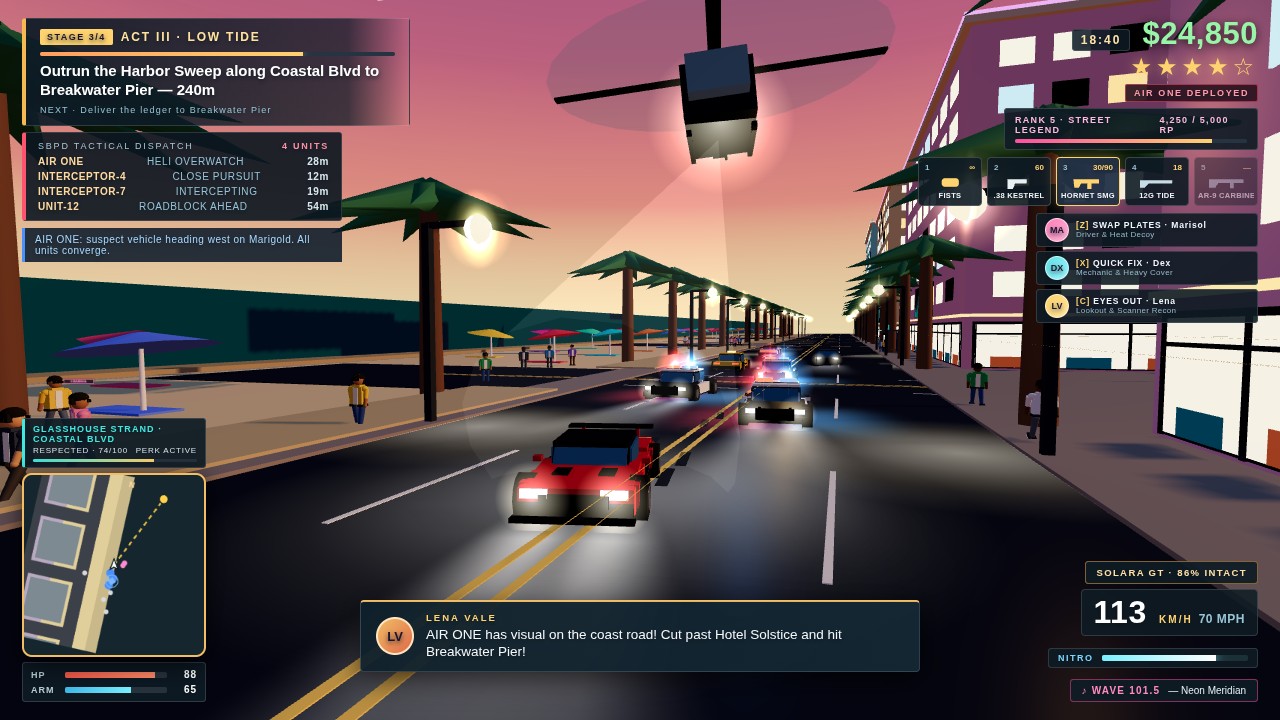 STAGE 3/4 ACT III · LOW TIDE
Outrun the Harbor Sweep along Coastal Blvd to
Breakwater Pier — 240m
NEXT · Deliver the ledger to Breakwater Pier
SBPD TACTICAL DISPATCH 4 UNITS
AIR ONE HELI OVERWATCH 28m
INTERCEPTOR-4 CLOSE PURSUIT 12m
INTERCEPTOR-7 INTERCEPTING 19m
UNIT-12 ROADBLOCK AHEAD 54m
AIR ONE: suspect vehicle heading west on Marigold. All
units converge.
18:40 $24,850
★★★★☆
AIR ONE DEPLOYED
RANK 5 · STREET
LEGEND
4,250 / 5,000
RP
1 ∞
FISTS
2 60
.38 KESTREL
3 30/90
HORNET SMG
4 18
12G TIDE
5 —
AR-9 CARBINE
MA [Z] SWAP PLATES · Marisol
Driver & Heat Decoy
DX [X] QUICK FIX · Dex
Mechanic & Heavy Cover
LV [C] EYES OUT · Lena
Lookout & Scanner Recon
GLASSHOUSE STRAND ·
COASTAL BLVD
RESPECTED · 74/100 PERK ACTIVE
HP 88
ARM 65
LV
LENA VALE
AIR ONE has visual on the coast road! Cut past Hotel Solstice and hit
Breakwater Pier!
SOLARA GT · 86% INTACT
113 KM/H 70 MPH
NITRO
♪ WAVE 101.5 — Neon Meridian